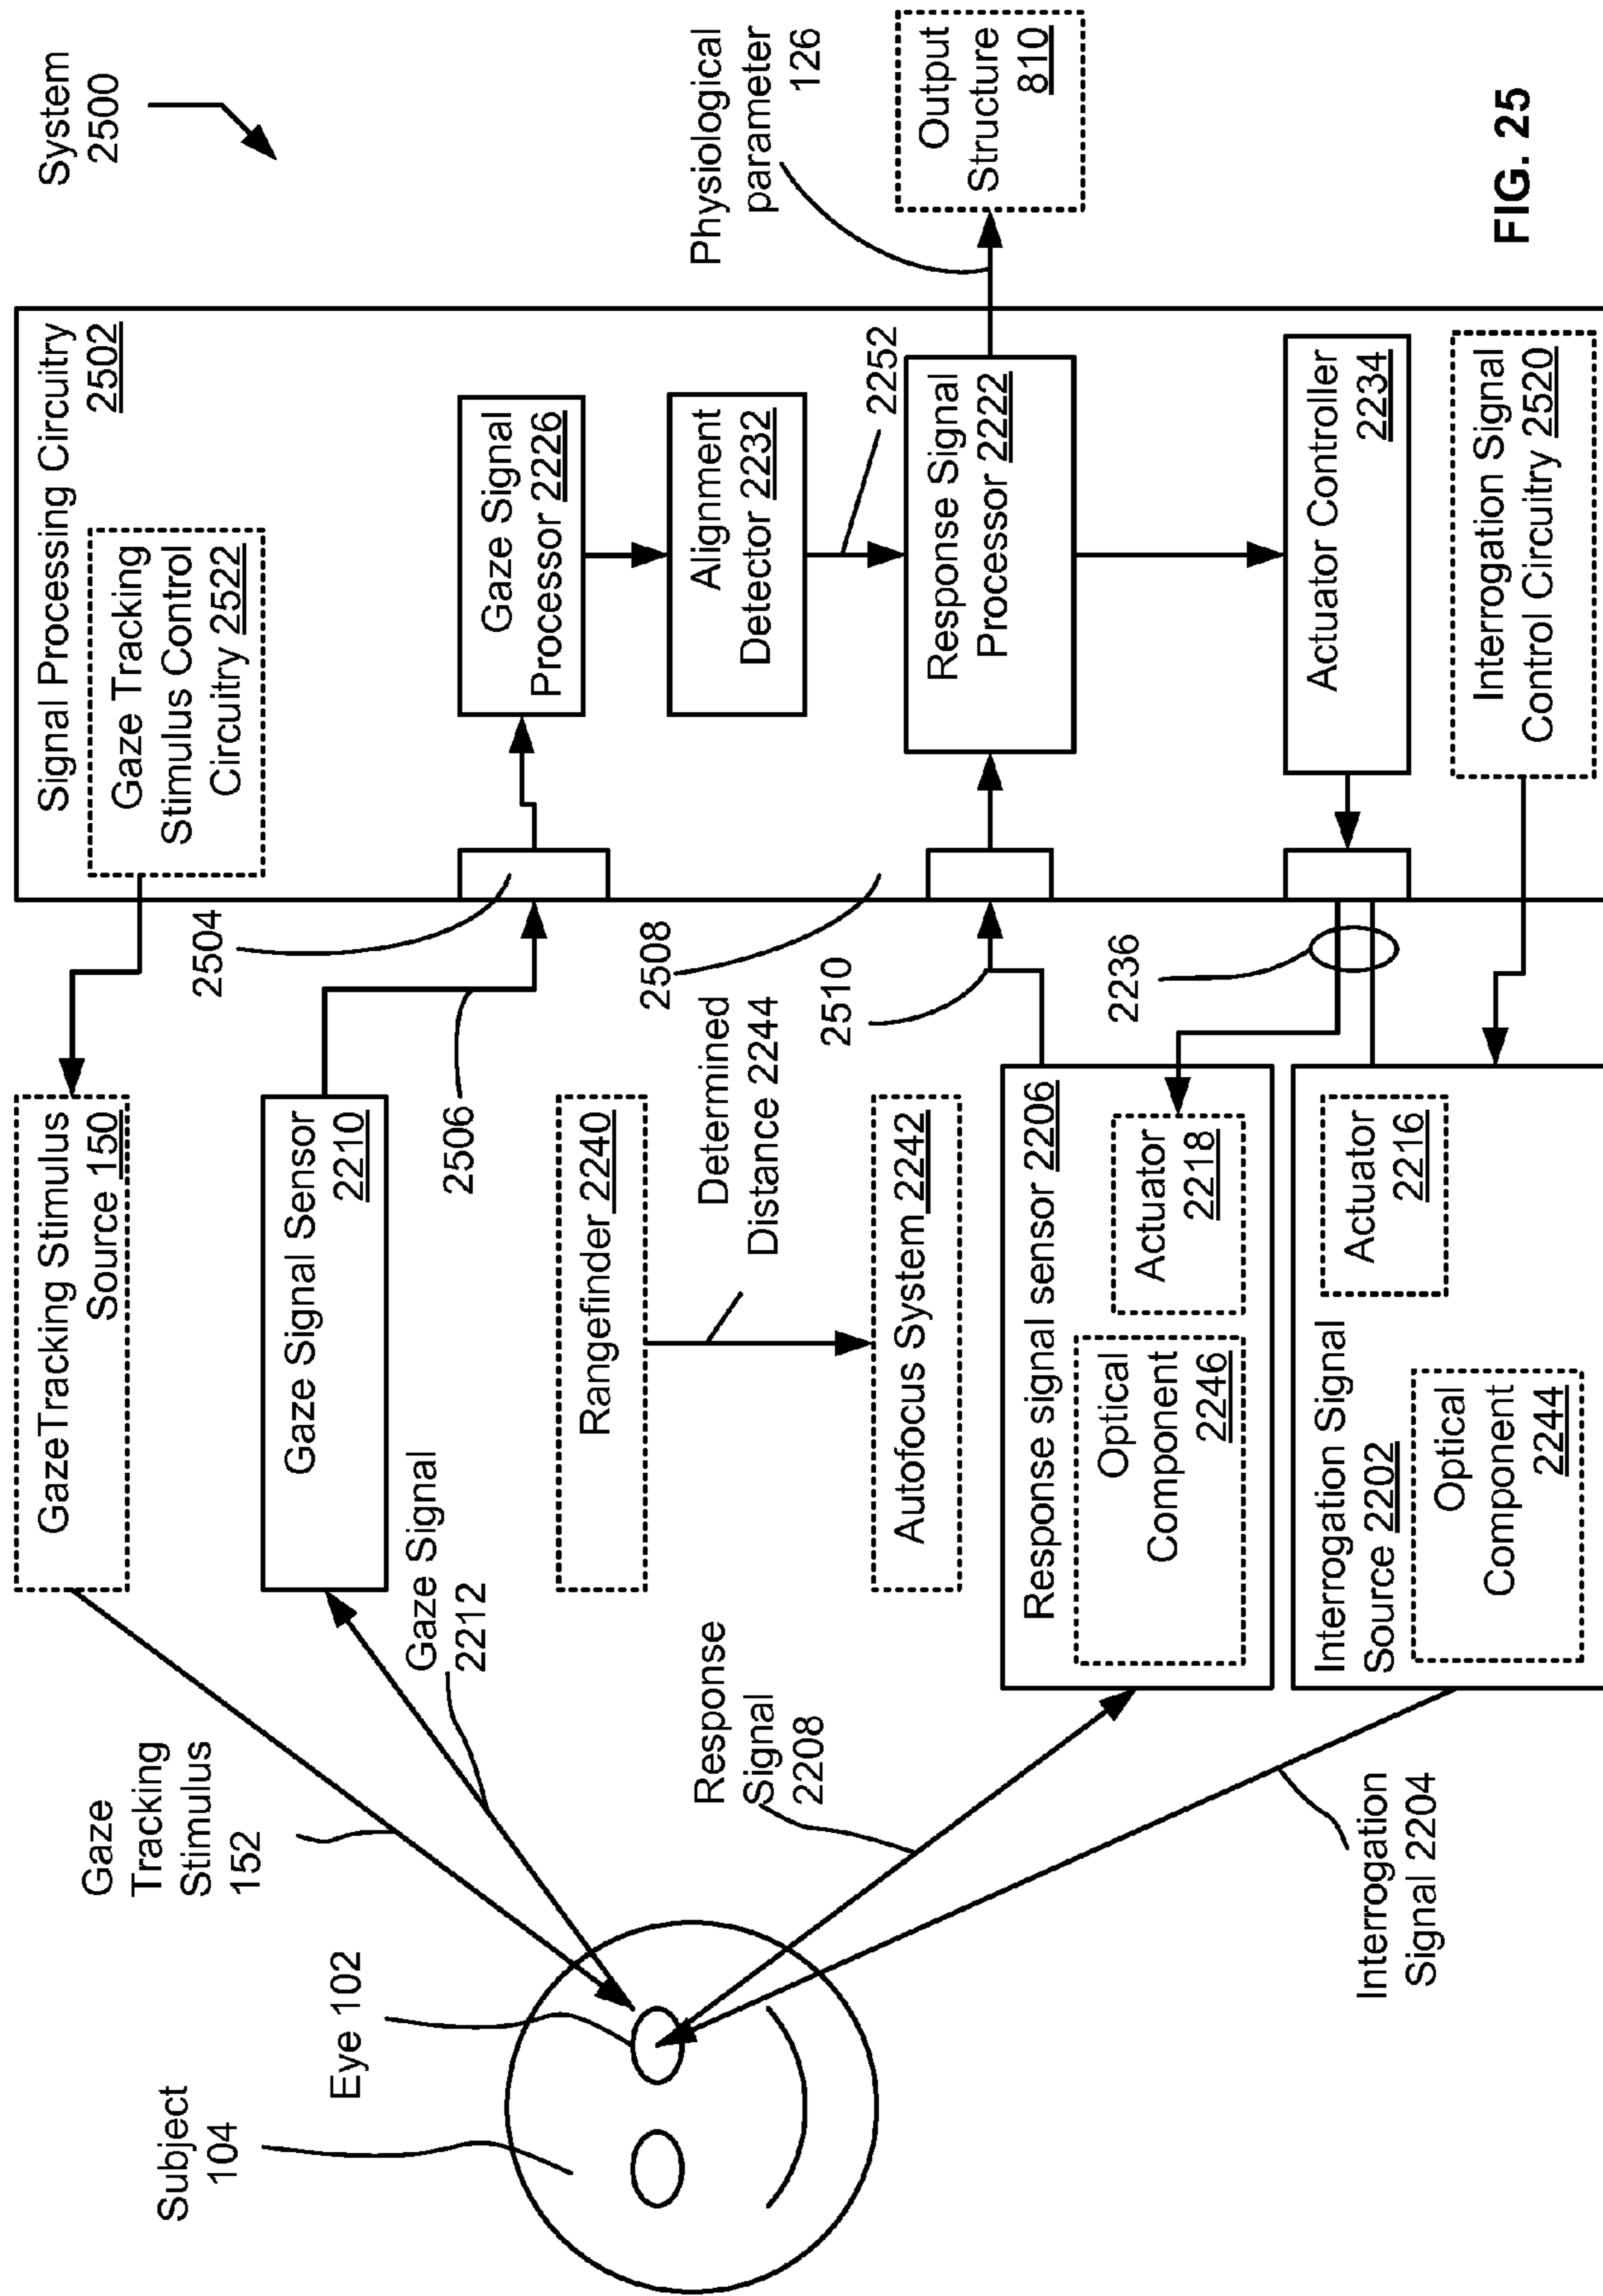 System
2500
Signal Processing Circuitry
2502
Gaze Tracking
Stimulus Control
Circuitry 2522
GazeTracking Stimulus
Source 150
Gaze
Tracking
Stimulus
152
Subject
104
Eye 102
Gaze Signal
2212
Gaze Signal Sensor
2210
2506
2504
Gaze Signal
Processor 2226
Alignment
Detector 2232
2252
Rangefinder 2240
Determined
Distance 2244
Autofocus System 2242
2508
2510
Response Signal
Processor 2222
Physiological
parameter
126
Output
Structure
810
Response
Signal
2208
Response signal sensor 2206
Optical
Component
2246
Actuator
2218
2236
Actuator Controller
2234
Interrogation Signal
Control Circuitry 2520
Interrogation Signal
Source 2202
Actuator
2216
Optical
Component
2244
Interrogation
Signal 2204
FIG. 25